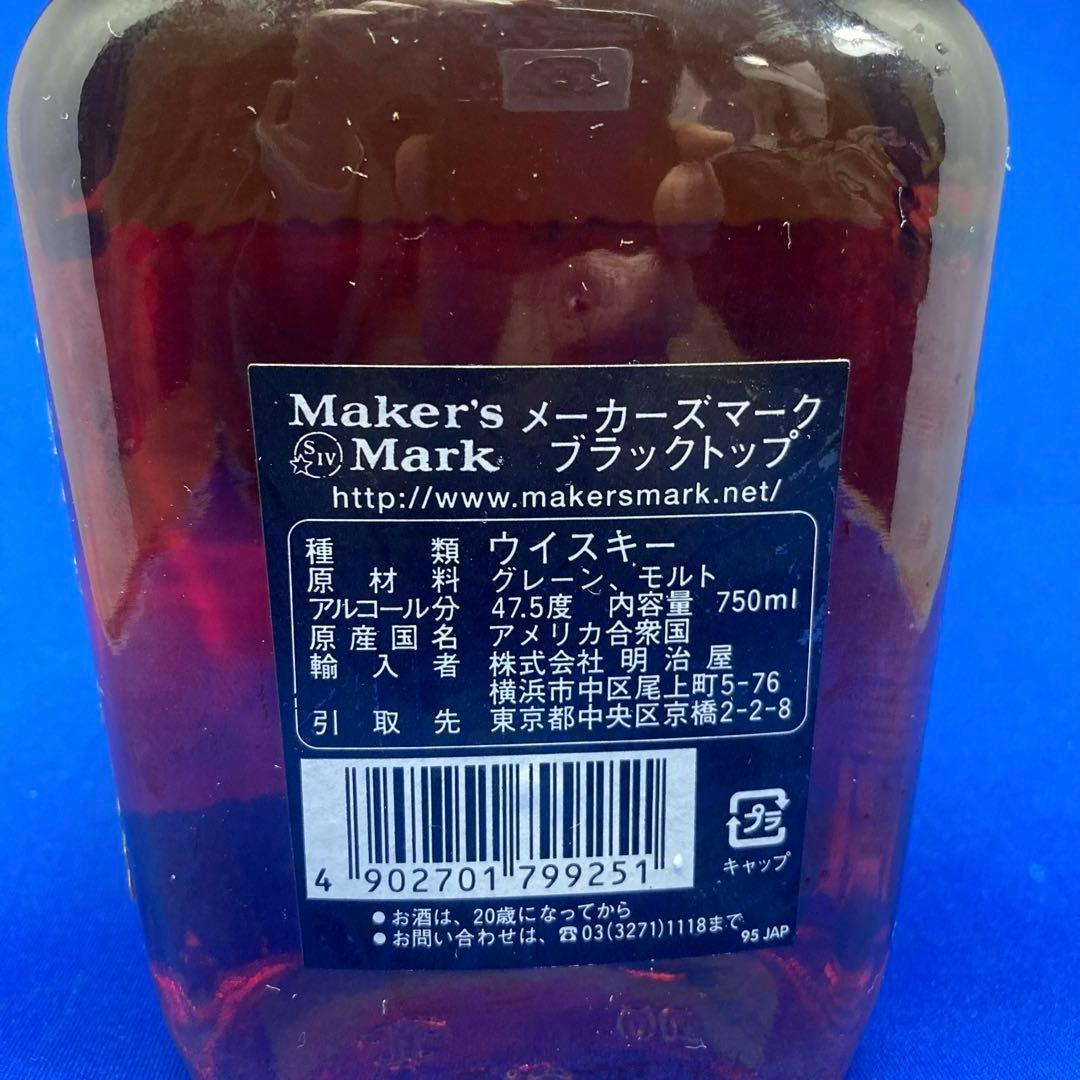 Maker's メーカーズマーク
S IV Mark ブラックトップ
http://www.makersmark.net/
種類 ウイスキー
原材料 グレーン、モルト
アルコール分 47.5度 内容量 750ml
原産国名 アメリカ合衆国
輸入者 株式会社 明治屋
横浜市中区尾上町5-76
引取先 東京都中央区京橋2-2-8
4 902701 799251
プラ
キャップ
●お酒は、20歳になってから
●お問い合わせは、☎03(3271)1118まで
95 JAP